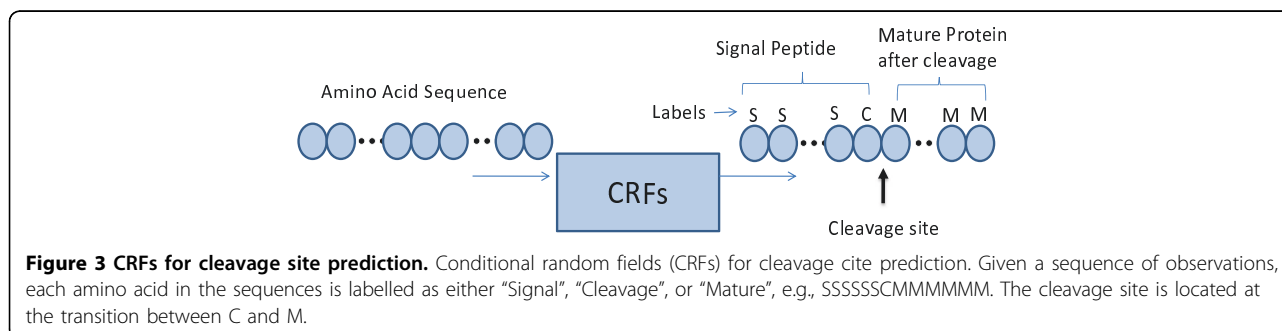 Signal Peptide
Mature Protein
after cleavage
Amino Acid Sequence
Labels
S S S C M M M
CRFs
Cleavage site
Figure 3 CRFs for cleavage site prediction. Conditional random fields (CRFs) for cleavage cite prediction. Given a sequence of observations,
each amino acid in the sequences is labelled as either “Signal”, “Cleavage”, or “Mature”, e.g., SSSSSSCMMMMMM. The cleavage site is located at
the transition between C and M.